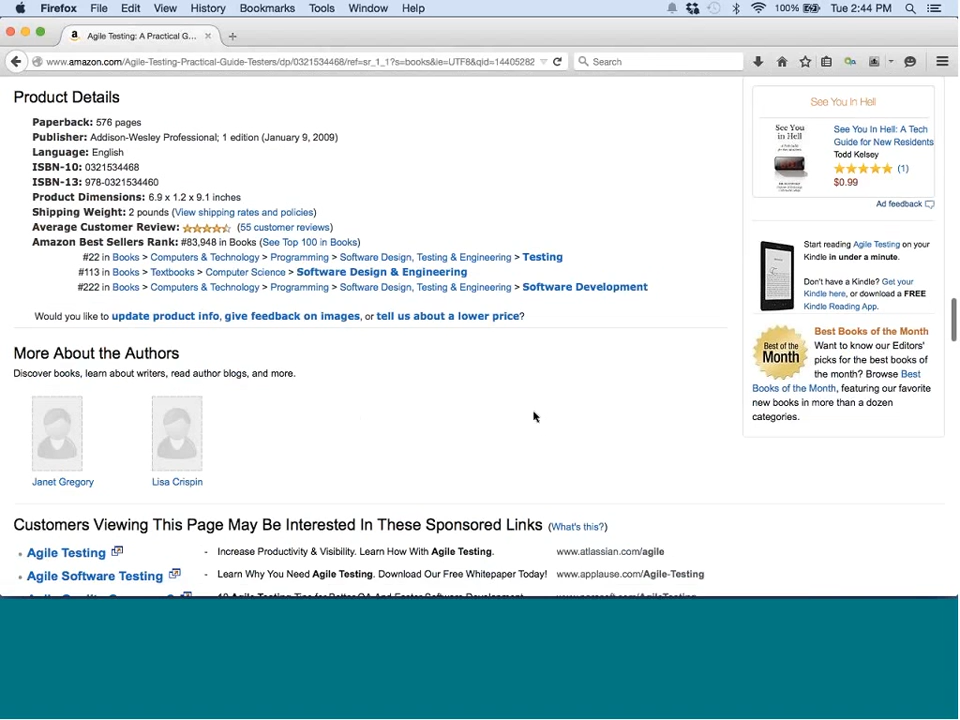 Firefox File Edit View History Bookmarks Tools Window Help 100% Tue 2:44 PM
Agile Testing: A Practical G...
www.amazon.com/Agile-Testing-Practical-Guide-Testers/dp/0321534468/ref=sr_1_1?s=books&ie=UTF8&qid=14405282 Search
Product Details
Paperback: 576 pages
Publisher: Addison-Wesley Professional; 1 edition (January 9, 2009)
Language: English
ISBN-10: 0321534468
ISBN-13: 978-0321534460
Product Dimensions: 6.9 x 1.2 x 9.1 inches
Shipping Weight: 2 pounds (View shipping rates and policies)
Average Customer Review: (55 customer reviews)
Amazon Best Sellers Rank: #83,948 in Books (See Top 100 in Books)
#22 in Books > Computers & Technology > Programming > Software Design, Testing & Engineering > Testing
#113 in Books > Textbooks > Computer Science > Software Design & Engineering
#222 in Books > Computers & Technology > Programming > Software Design, Testing & Engineering > Software Development
Would you like to update product info, give feedback on images, or tell us about a lower price?
More About the Authors
Discover books, learn about writers, read author blogs, and more.
Janet Gregory
Lisa Crispin
Customers Viewing This Page May Be Interested In These Sponsored Links (What's this?)
Agile Testing - Increase Productivity & Visibility. Learn How With Agile Testing. www.atlassian.com/agile
Agile Software Testing - Learn Why You Need Agile Testing. Download Our Free Whitepaper Today! www.applause.com/Agile-Testing
See You In Hell
See You
in Hell
See You In Hell: A Tech
Guide for New Residents
Todd Kelsey
(1)
$0.99
Ad feedback
Start reading Agile Testing on your
Kindle in under a minute.
Don't have a Kindle? Get your
Kindle here, or download a FREE
Kindle Reading App.
Best of the
Month
Best Books of the Month
Want to know our Editors'
picks for the best books of
the month? Browse Best
Books of the Month, featuring our favorite
new books in more than a dozen
categories.